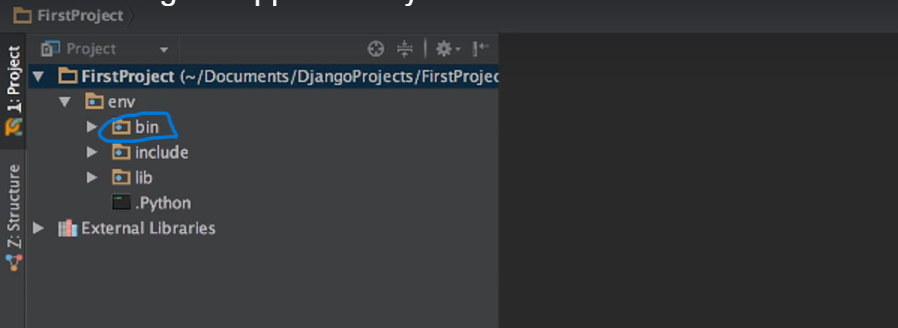 FirstProject
Project
FirstProject (~/Documents/DjangoProjects/FirstProjec
env
bin
include
lib
.Python
External Libraries
1: Project
Z: Structure